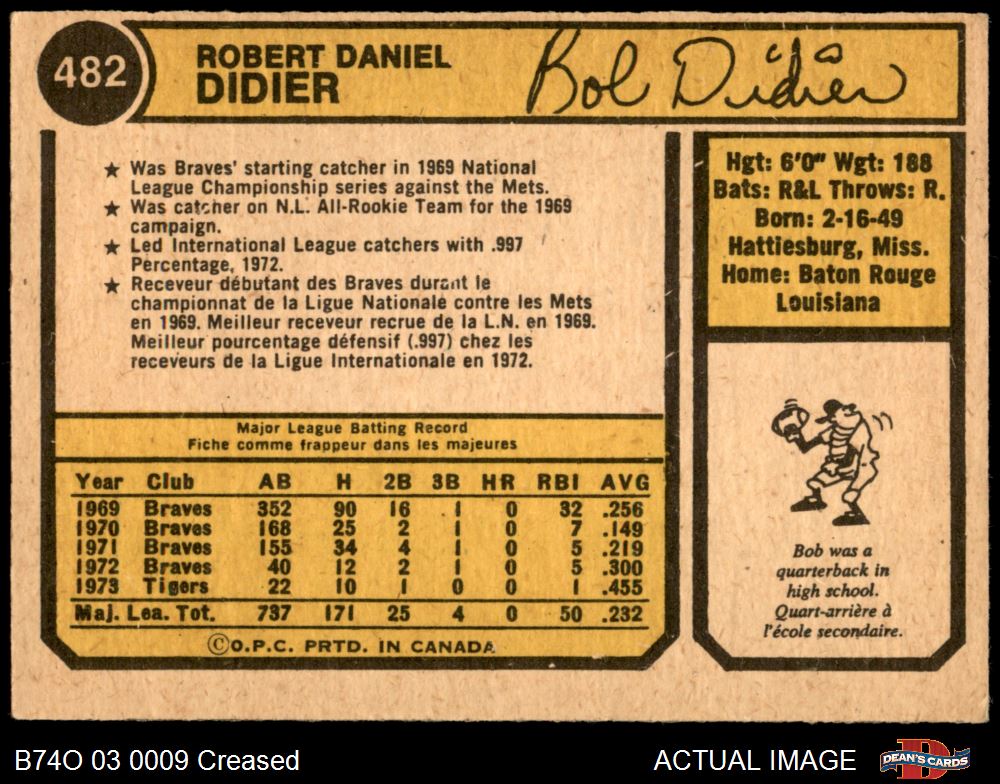 482
ROBERT DANIEL
DIDIER
Bob Didier
★ Was Braves' starting catcher in 1969 National
League Championship series against the Mets.
★ Was catcher on N.L. All-Rookie Team for the 1969
campaign.
★ Led International League catchers with .997
Percentage, 1972.
★ Receveur débutant des Braves durant le
championnat de la Ligue Nationale contre les Mets
en 1969. Meilleur receveur recrue de la L.N. en 1969.
Meilleur pourcentage défensif (.997) chez les
receveurs de la Ligue Internationale en 1972.
Hgt: 6'0" Wgt: 188
Bats: R&L Throws: R.
Born: 2-16-49
Hattiesburg, Miss.
Home: Baton Rouge
Louisiana
Major League Batting Record
Fiche comme frappeur dans les majeures
Year Club AB H 2B 3B HR RBI AVG
1969 Braves 352 90 16 1 0 32 .256
1970 Braves 168 25 2 1 0 7 .149
1971 Braves 155 34 4 1 0 5 .219
1972 Braves 40 12 2 1 0 5 .300
1973 Tigers 22 10 1 0 0 1 .455
Maj. Lea. Tot. 737 171 25 4 0 50 .232
©O.P.C. PRTD. IN CANADA
Bob was a
quarterback in
high school.
Quart-arrière à
l'école secondaire.
B74O 03 0009 Creased
ACTUAL IMAGE
D
DEAN'S CARDS